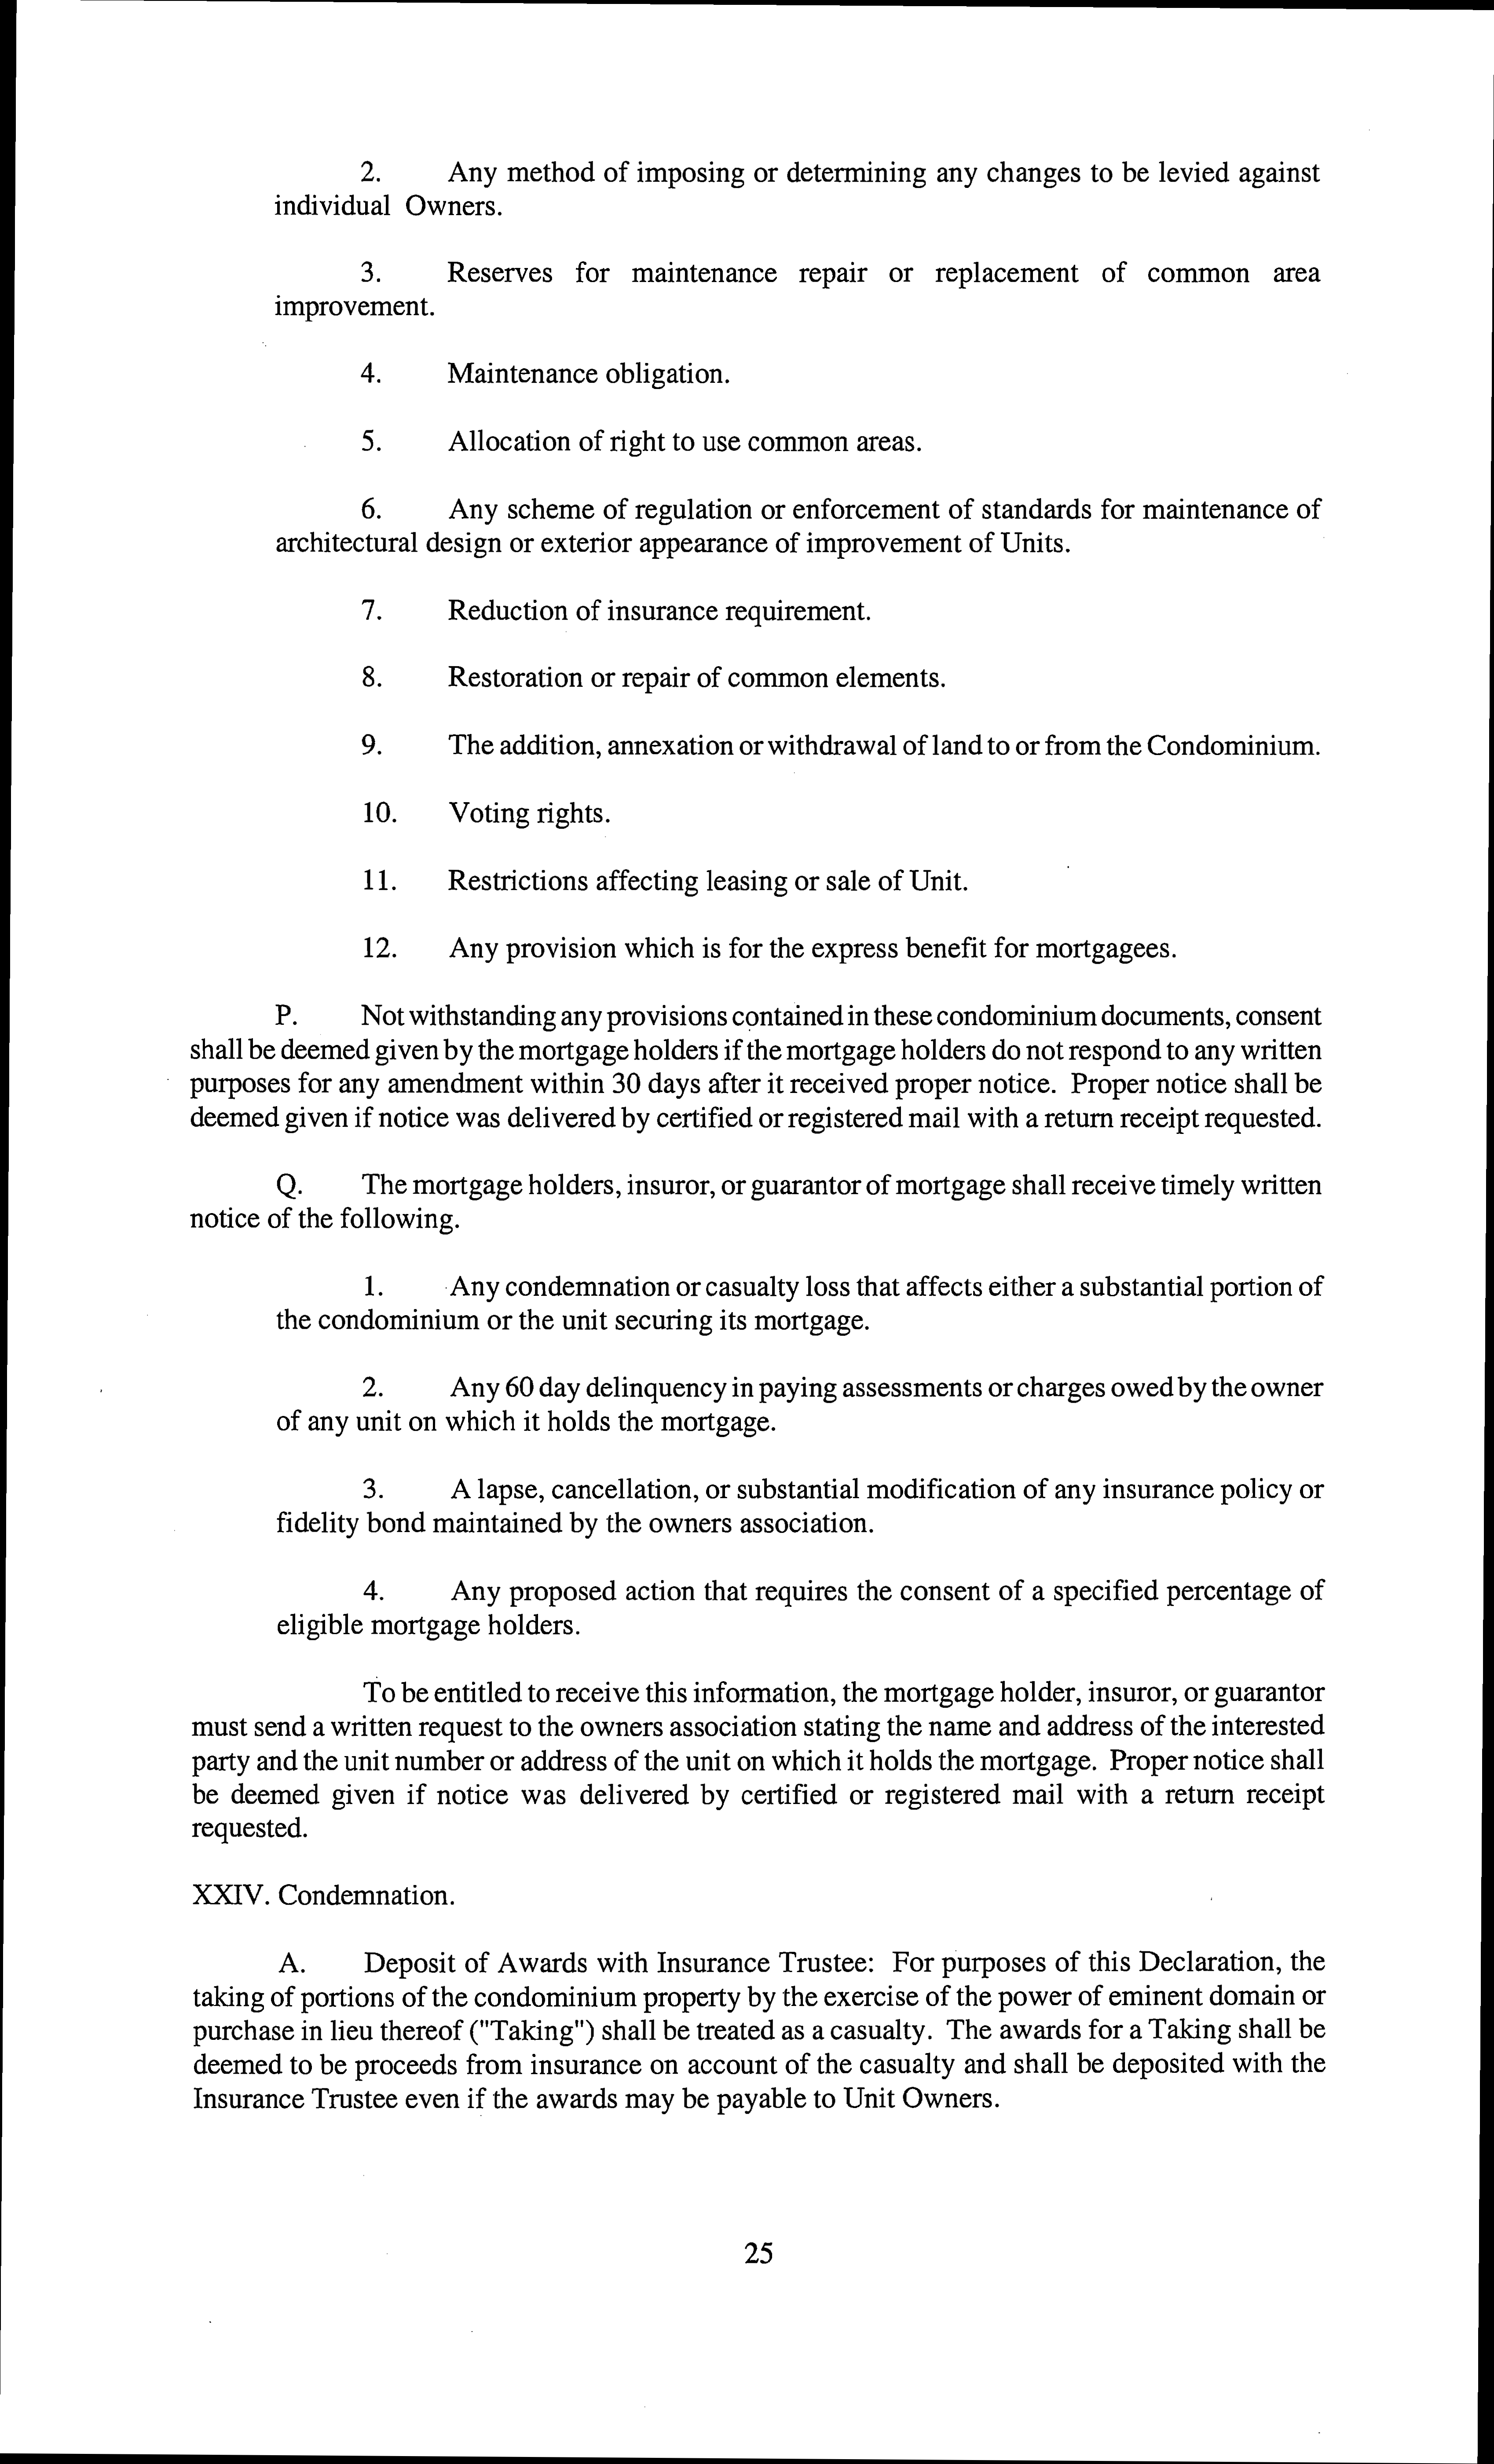 2. Any method of imposing or determining any changes to be levied against
individual Owners.
3. Reserves for maintenance repair or replacement of common area
improvement.
4. Maintenance obligation.
5. Allocation of right to use common areas.
6. Any scheme of regulation or enforcement of standards for maintenance of
architectural design or exterior appearance of improvement of Units.
7. Reduction of insurance requirement.
8. Restoration or repair of common elements.
9. The addition, annexation or withdrawal of land to or from the Condominium.
10. Voting rights.
11. Restrictions affecting leasing or sale of Unit.
12. Any provision which is for the express benefit for mortgagees.
P. Not withstanding any provisions contained in these condominium documents, consent
shall be deemed given by the mortgage holders if the mortgage holders do not respond to any written
purposes for any amendment within 30 days after it received proper notice. Proper notice shall be
deemed given if notice was delivered by certified or registered mail with a return receipt requested.
Q. The mortgage holders, insuror, or guarantor of mortgage shall receive timely written
notice of the following.
1. Any condemnation or casualty loss that affects either a substantial portion of
the condominium or the unit securing its mortgage.
2. Any 60 day delinquency in paying assessments or charges owed by the owner
of any unit on which it holds the mortgage.
3. A lapse, cancellation, or substantial modification of any insurance policy or
fidelity bond maintained by the owners association.
4. Any proposed action that requires the consent of a specified percentage of
eligible mortgage holders.
To be entitled to receive this information, the mortgage holder, insuror, or guarantor
must send a written request to the owners association stating the name and address of the interested
party and the unit number or address of the unit on which it holds the mortgage. Proper notice shall
be deemed given if notice was delivered by certified or registered mail with a return receipt
requested.
XXIV. Condemnation.
A. Deposit of Awards with Insurance Trustee: For purposes of this Declaration, the
taking of portions of the condominium property by the exercise of the power of eminent domain or
purchase in lieu thereof ("Taking") shall be treated as a casualty. The awards for a Taking shall be
deemed to be proceeds from insurance on account of the casualty and shall be deposited with the
Insurance Trustee even if the awards may be payable to Unit Owners.
25